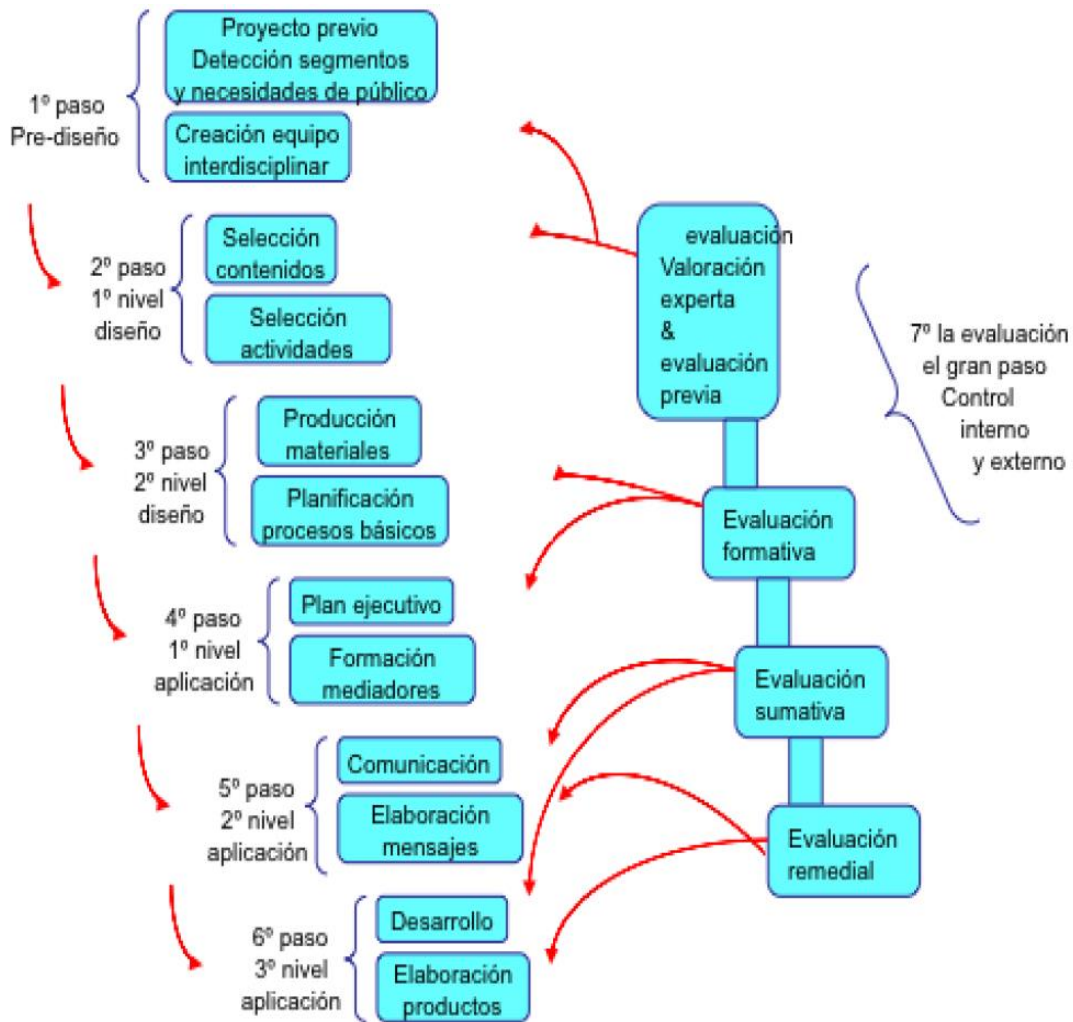 Proyecto previo
Detección segmentos
y necesidades de público
1º paso
Pre-diseño
Creación equipo
interdisciplinar
2º paso
1º nivel
diseño
Selección
contenidos
Selección
actividades
3º paso
2º nivel
diseño
Producción
materiales
Planificación
procesos básicos
4º paso
1º nivel
aplicación
Plan ejecutivo
Formación
mediadores
5º paso
2º nivel
aplicación
Comunicación
Elaboración
mensajes
6º paso
3º nivel
aplicación
Desarrollo
Elaboración
productos
evaluación
Valoración
experta
&
evaluación
previa
Evaluación
formativa
Evaluación
sumativa
Evaluación
remedial
7º la evaluación
el gran paso
Control
interno
y externo